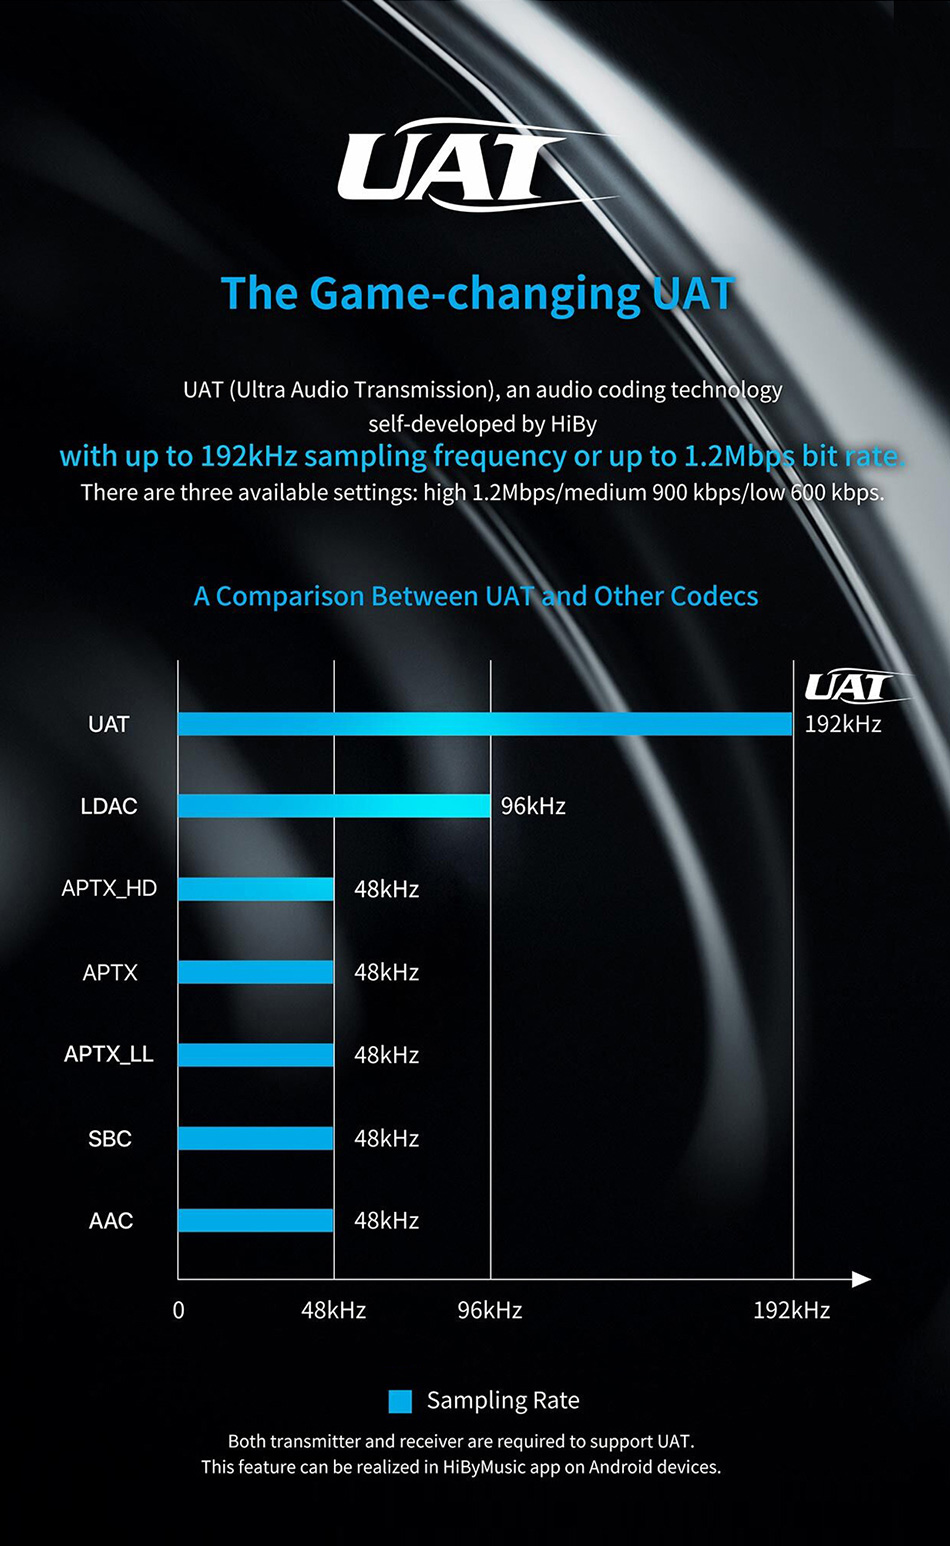 UAT
The Game-changing UAT
UAT (Ultra Audio Transmission), an audio coding technology
self-developed by HiBy
with up to 192kHz sampling frequency or up to 1.2Mbps bit rate.
There are three available settings: high 1.2Mbps/medium 900 kbps/low 600 kbps.
A Comparison Between UAT and Other Codecs
UAT
UAT 192kHz
LDAC 96kHz
APTX_HD 48kHz
APTX 48kHz
APTX_LL 48kHz
SBC 48kHz
AAC 48kHz
0 48kHz 96kHz 192kHz
Sampling Rate
Both transmitter and receiver are required to support UAT.
This feature can be realized in HiByMusic app on Android devices.